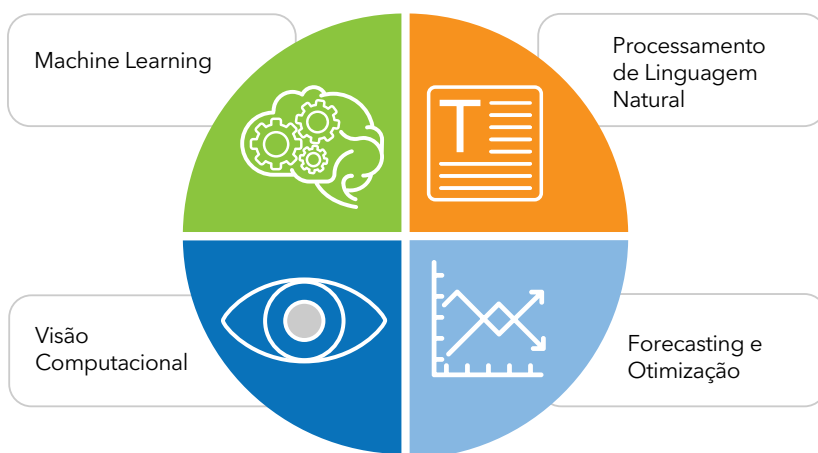 Machine Learning
Processamento
de Linguagem
Natural
T
Visão
Computacional
Forecasting e
Otimização